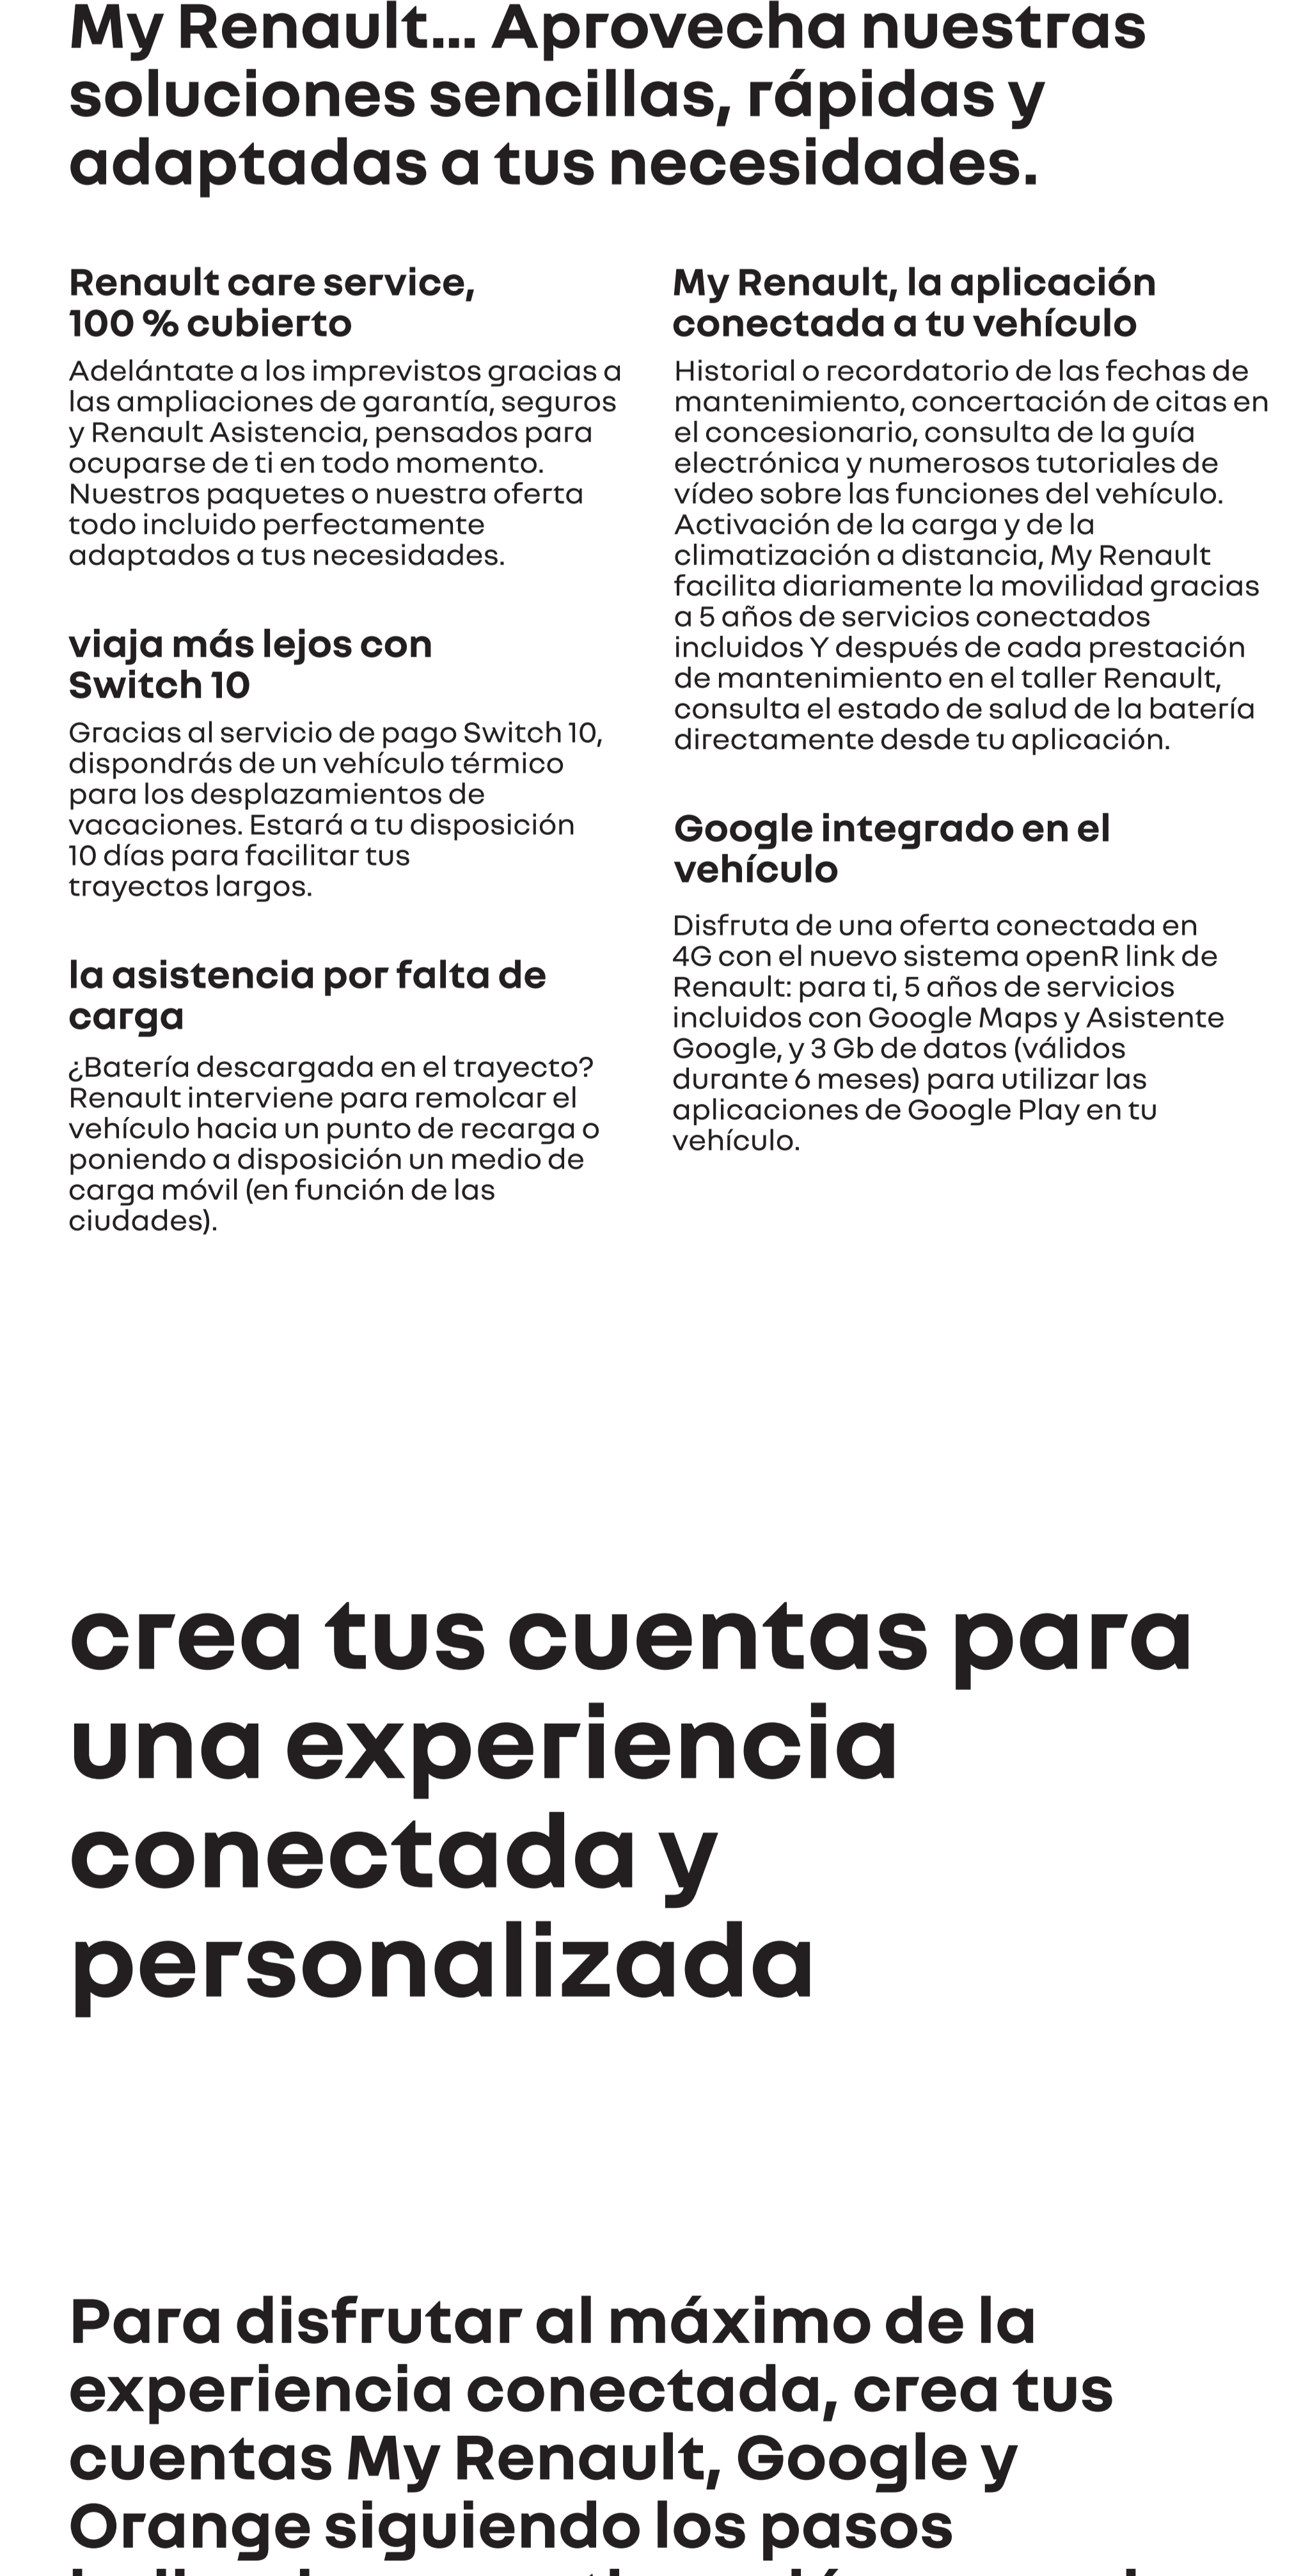 My Renault... Aprovecha nuestras
soluciones sencillas, rápidas y
adaptadas a tus necesidades.
Renault care service,
100 % cubierto
Adelántate a los imprevistos gracias a
las ampliaciones de garantía, seguros
y Renault Asistencia, pensados para
ocuparse de ti en todo momento.
Nuestros paquetes o nuestra oferta
todo incluido perfectamente
adaptados a tus necesidades.
viaja más lejos con
Switch 10
Gracias al servicio de pago Switch 10,
dispondrás de un vehículo térmico
para los desplazamientos de
vacaciones. Estará a tu disposición
10 días para facilitar tus
trayectos largos.
la asistencia por falta de
carga
¿Batería descargada en el trayecto?
Renault interviene para remolcar el
vehículo hacia un punto de recarga o
poniendo a disposición un medio de
carga móvil (en función de las
ciudades).
My Renault, la aplicación
conectada a tu vehículo
Historial o recordatorio de las fechas de
mantenimiento, concertación de citas en
el concesionario, consulta de la guía
electrónica y numerosos tutoriales de
vídeo sobre las funciones del vehículo.
Activación de la carga y de la
climatización a distancia, My Renault
facilita diariamente la movilidad gracias
a 5 años de servicios conectados
incluidos Y después de cada prestación
de mantenimiento en el taller Renault,
consulta el estado de salud de la batería
directamente desde tu aplicación.
Google integrado en el
vehículo
Disfruta de una oferta conectada en
4G con el nuevo sistema openR link de
Renault: para ti, 5 años de servicios
incluidos con Google Maps y Asistente
Google, y 3 Gb de datos (válidos
durante 6 meses) para utilizar las
aplicaciones de Google Play en tu
vehículo.
crea tus cuentas para
una experiencia
conectada y
personalizada
Para disfrutar al máximo de la
experiencia conectada, crea tus
cuentas My Renault, Google y
Orange siguiendo los pasos